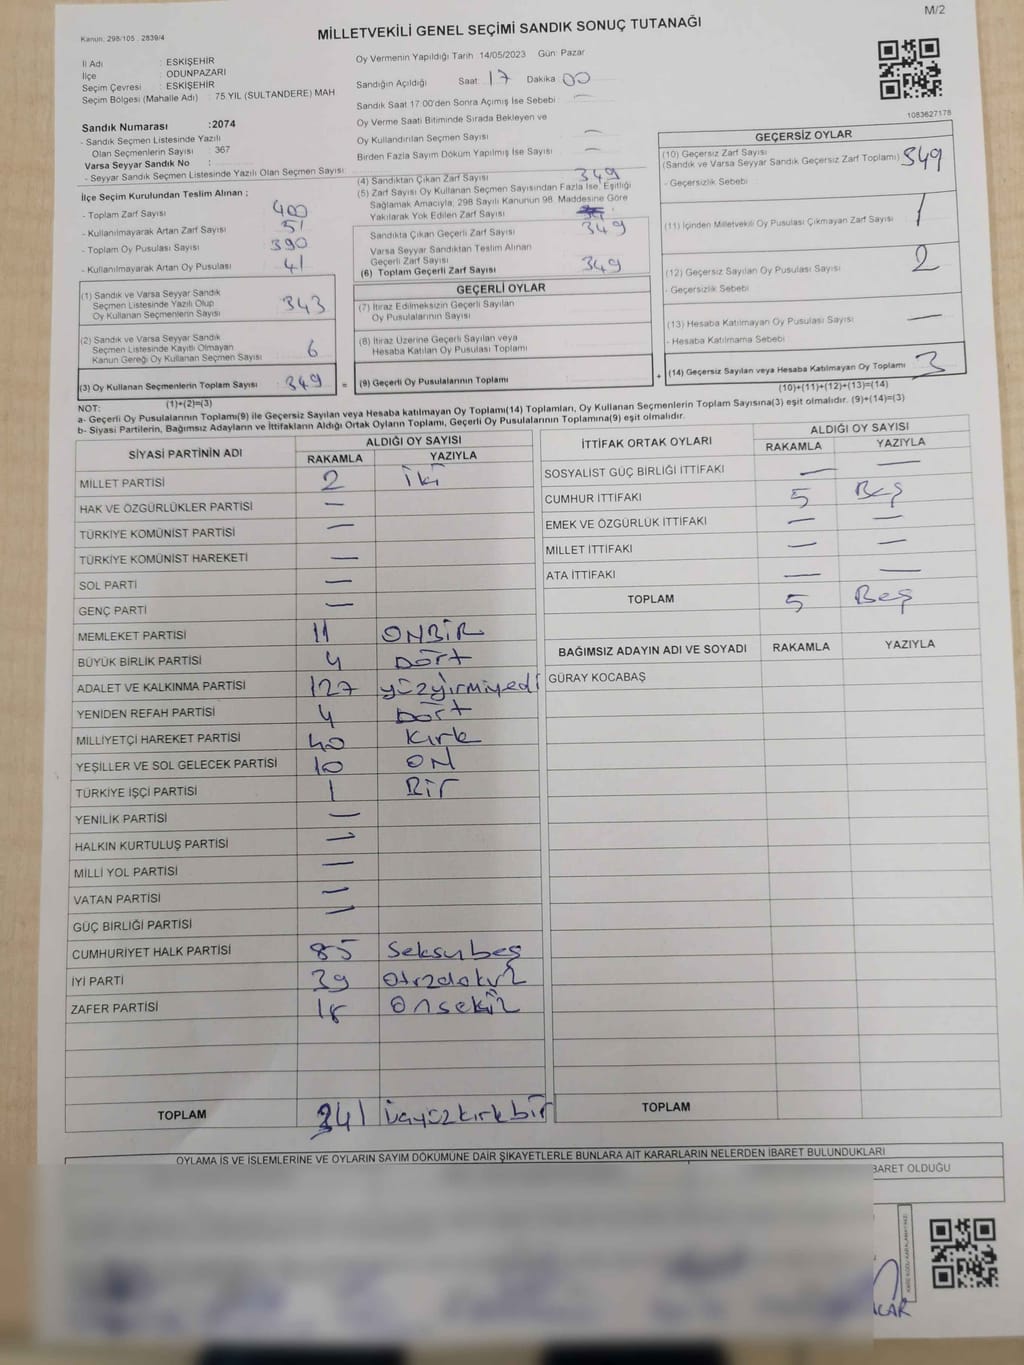 M/2
Kanun. 298/105 , 2839/4
MİLLETVEKİLİ GENEL SEÇİMİ SANDIK SONUÇ TUTANAĞI
İl Adı : ESKİŞEHİR
İlçe : ODUNPAZARI
Seçim Çevresi : ESKİŞEHİR
Seçim Bölgesi (Mahalle Adı) : 75 YIL (SULTANDERE) MAH
Sandık Numarası :2074
- Sandık Seçmen Listesinde Yazılı
Olan Seçmenlerin Sayısı : 367
Varsa Seyyar Sandık No :
- Seyyar Sandık Seçmen Listesinde Yazılı Olan Seçmen Sayısı:
İlçe Seçim Kurulundan Teslim Alınan ;
- Toplam Zarf Sayısı 400
- Kullanılmayarak Artan Zarf Sayısı 51
- Toplam Oy Pusulası Sayısı 390
- Kullanılmayarak Artan Oy Pusulası 41
(1) Sandık ve Varsa Seyyar Sandık
Seçmen Listesinde Yazılı Olup
Oy Kullanan Seçmenlerin Sayısı 343
(2) Sandık ve Varsa Seyyar Sandık
Seçmen Listesinde Kayıtlı Olmayan
Kanun Gereği Oy Kullanan Seçmen Sayısı 6
(3) Oy Kullanan Seçmenlerin Toplam Sayısı 349 =
(1)+(2)=(3)
Oy Vermenin Yapıldığı Tarih 14/05/2023 Gün: Pazar
Sandığın Açıldığı Saat: 17 Dakika 00
Sandık Saat 17:00'den Sonra Açımış İse Sebebi —
Oy Verme Saati Bitiminde Sırada Bekleyen ve
Oy Kullandırılan Seçmen Sayısı —
Birden Fazla Sayım Döküm Yapılmış İse Sayısı —
(4) Sandıktan Çıkan Zarf Sayısı 349
(5) Zarf Sayısı Oy Kullanan Seçmen Sayısından Fazla İse, Eşitliği
Sağlamak Amacıyla, 298 Sayılı Kanunun 98. Maddesine Göre
Yakılarak Yok Edilen Zarf Sayısı
Sandıkta Çıkan Geçerli Zarf Sayısı 349
Varsa Seyyar Sandıktan Teslim Alınan
Geçerli Zarf Sayısı
(6) Toplam Geçerli Zarf Sayısı 349
GEÇERLİ OYLAR
(7) İtiraz Edilmeksizin Geçerli Sayılan
Oy Pusulalarının Sayısı
(8) İtiraz Üzerine Geçerli Sayılan veya
Hesaba Katılan Oy Pusulası Toplamı
(9) Geçerli Oy Pusulalarının Toplamı +
1083627178
GEÇERSİZ OYLAR
(10) Geçersiz Zarf Sayısı 349
(Sandık ve Varsa Seyyar Sandık Geçersiz Zarf Toplamı)
- Geçersizlik Sebebi
(11) İçinden Milletvekili Oy Pusulası Çıkmayan Zarf Sayısı 1
(12) Geçersiz Sayılan Oy Pusulası Sayısı 2
- Geçersizlik Sebebi
(13) Hesaba Katılmayan Oy Pusulası Sayısı —
- Hesaba Katılmama Sebebi
(14) Geçersiz Sayılan veya Hesaba Katılmayan Oy Toplamı 3
(10)+(11)+(12)+(13)=(14)
NOT:
a- Geçerli Oy Pusulalarının Toplamı(9) ile Geçersiz Sayılan veya Hesaba katılmayan Oy Toplamı(14) Toplamları, Oy Kullanan Seçmenlerin Toplam Sayısına(3) eşit olmalıdır. (9)+(14)=(3)
b- Siyasi Partilerin, Bağımsız Adayların ve İttifakların Aldığı Ortak Oyların Toplamı, Geçerli Oy Pusulalarının Toplamına(9) eşit olmalıdır.
SİYASİ PARTİNİN ADI ALDIĞI OY SAYISI
RAKAMLA YAZIYLA
MİLLET PARTİSİ 2 iki
HAK VE ÖZGÜRLÜKLER PARTİSİ —
TÜRKİYE KOMÜNİST PARTİSİ —
TÜRKİYE KOMÜNİST HAREKETİ —
SOL PARTİ —
GENÇ PARTİ —
MEMLEKET PARTİSİ 11 ONBİR
BÜYÜK BİRLİK PARTİSİ 4 Dört
ADALET VE KALKINMA PARTİSİ 127 yüzyirmiyedi
YENİDEN REFAH PARTİSİ 4 Dört
MİLLİYETÇİ HAREKET PARTİSİ 40 Kırk
YEŞİLLER VE SOL GELECEK PARTİSİ 10 ON
TÜRKİYE İŞÇİ PARTİSİ 1 Bir
YENİLİK PARTİSİ —
HALKIN KURTULUŞ PARTİSİ —
MİLLİ YOL PARTİSİ —
VATAN PARTİSİ —
GÜÇ BİRLİĞİ PARTİSİ —
CUMHURİYET HALK PARTİSİ 85 Seksenbeş
İYİ PARTİ 39 Otuzdokuz
ZAFER PARTİSİ 18 Onsekiz
TOPLAM 341 üçyüzkırkbir
İTTİFAK ORTAK OYLARI ALDIĞI OY SAYISI
RAKAMLA YAZIYLA
SOSYALİST GÜÇ BİRLİĞİ İTTİFAKI — —
CUMHUR İTTİFAKI 5 Beş
EMEK VE ÖZGÜRLÜK İTTİFAKI — —
MİLLET İTTİFAKI — —
ATA İTTİFAKI — —
TOPLAM 5 Beş
BAĞIMSIZ ADAYIN ADI VE SOYADI RAKAMLA YAZIYLA
GÜRAY KOCABAŞ
TOPLAM
OYLAMA İŞ VE İŞLEMLERİNE VE OYLARIN SAYIM DÖKÜMÜNE DAİR ŞİKAYETLERLE BUNLARA AİT KARARLARIN NELERDEN İBARET BULUNDUKLARI
BARET OLDUĞU